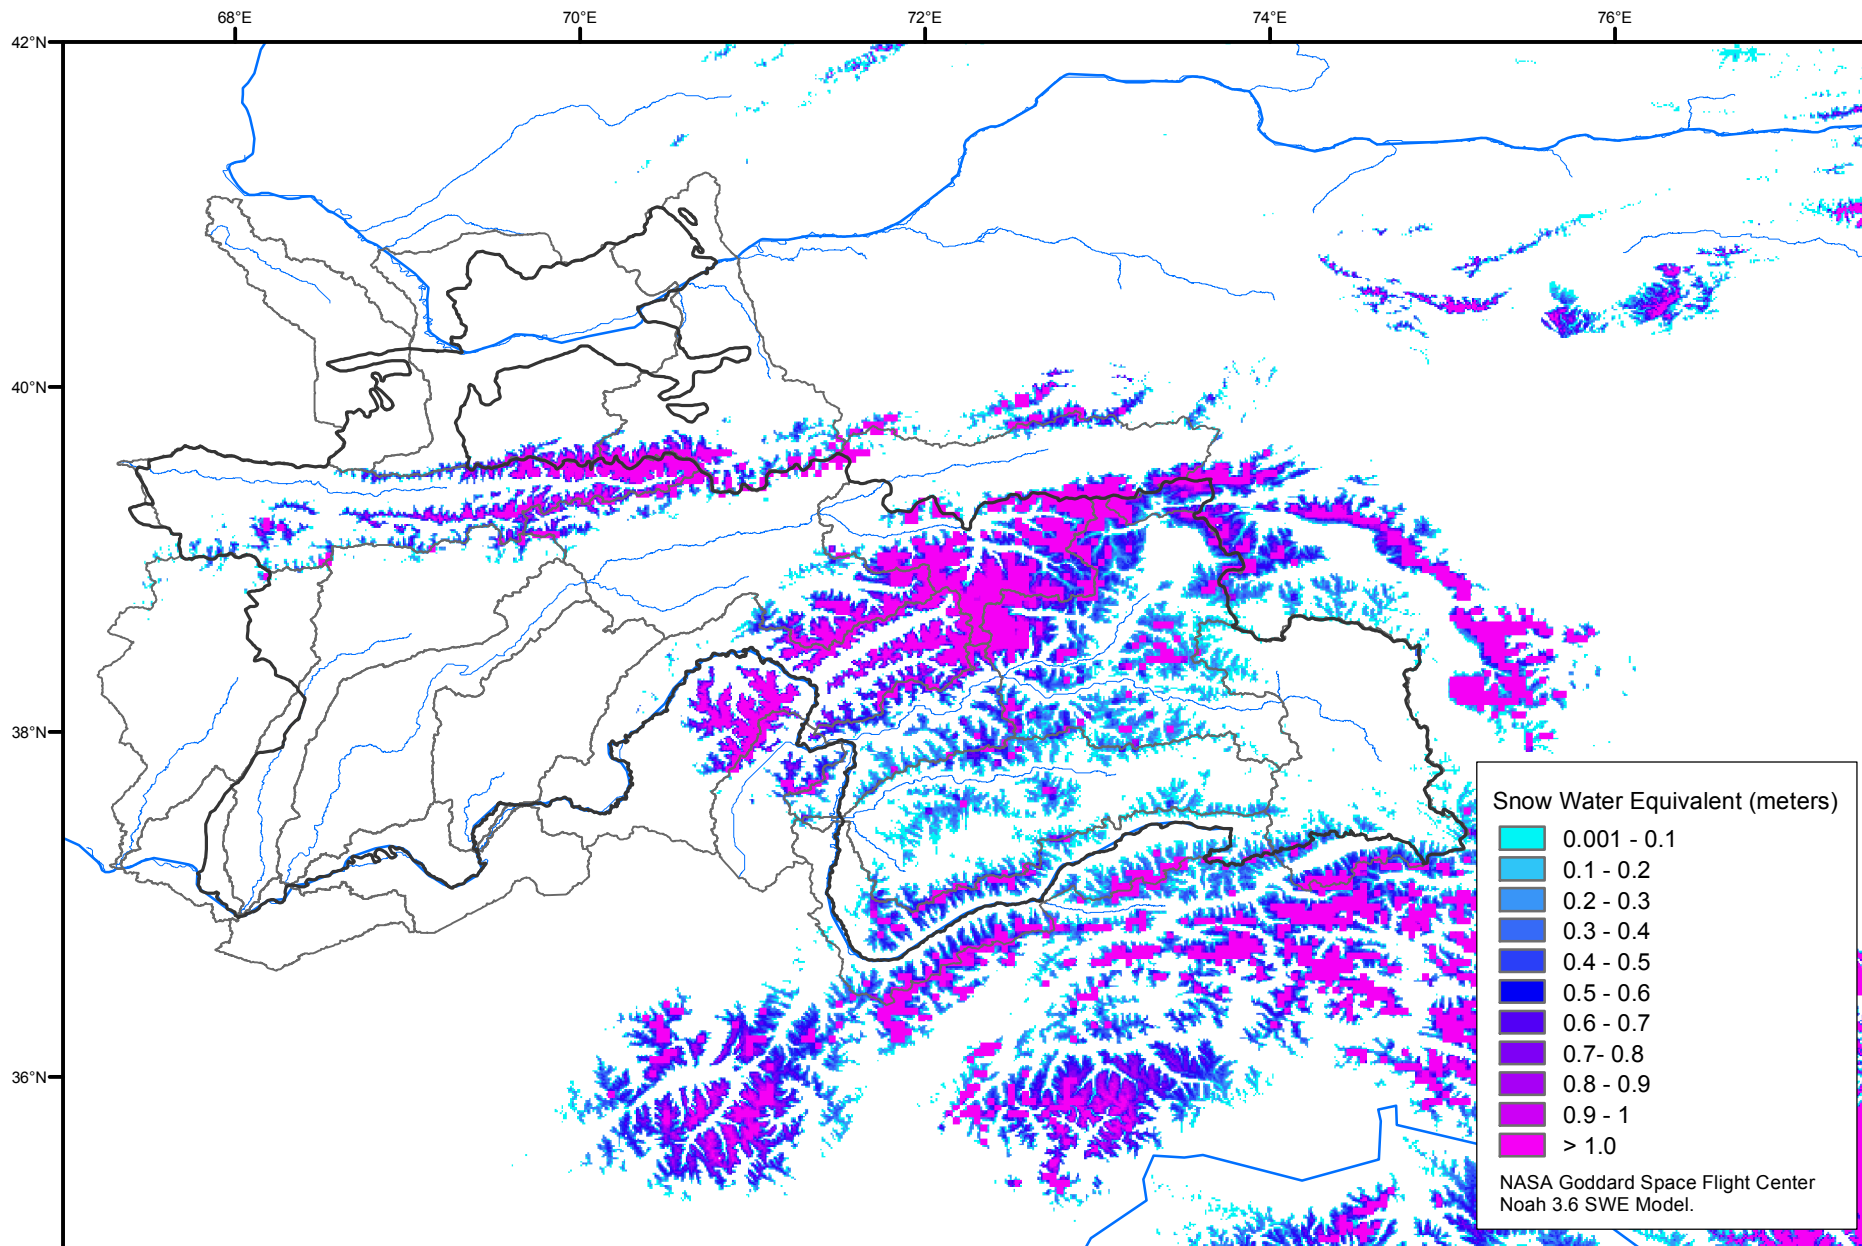 68°E 70°E 72°E 74°E 76°E
42°N
40°N
38°N
36°N
Snow Water Equivalent (meters)
0.001 - 0.1
0.1 - 0.2
0.2 - 0.3
0.3 - 0.4
0.4 - 0.5
0.5 - 0.6
0.6 - 0.7
0.7- 0.8
0.8 - 0.9
0.9 - 1
> 1.0
NASA Goddard Space Flight Center
Noah 3.6 SWE Model.